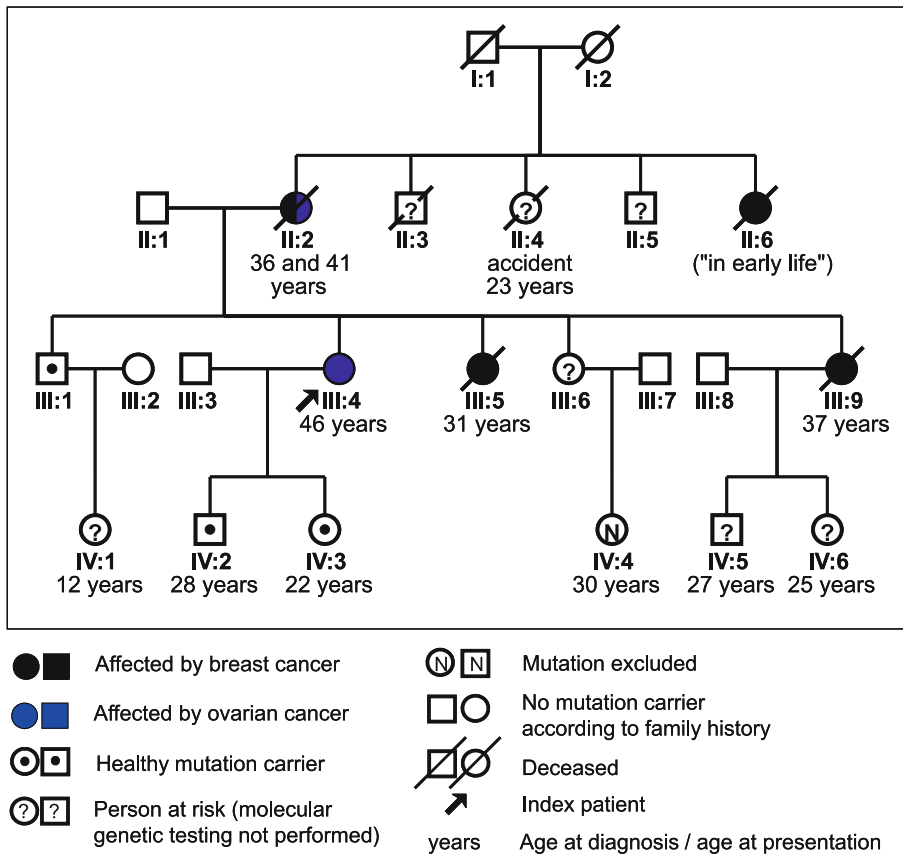 I:1 I:2
? ? ?
II:1 II:2 II:3 II:4 II:5 II:6
36 and 41 years
accident 23 years
("in early life")
?
III:1 III:2 III:3 III:4 III:5 III:6 III:7 III:8 III:9
46 years 31 years 37 years
? N ? ?
IV:1 IV:2 IV:3 IV:4 IV:5 IV:6
12 years 28 years 22 years 30 years 27 years 25 years
Affected by breast cancer
Affected by ovarian cancer
Healthy mutation carrier
? ? Person at risk (molecular
genetic testing not performed)
N N Mutation excluded
No mutation carrier
according to family history
Deceased
Index patient
years Age at diagnosis / age at presentation